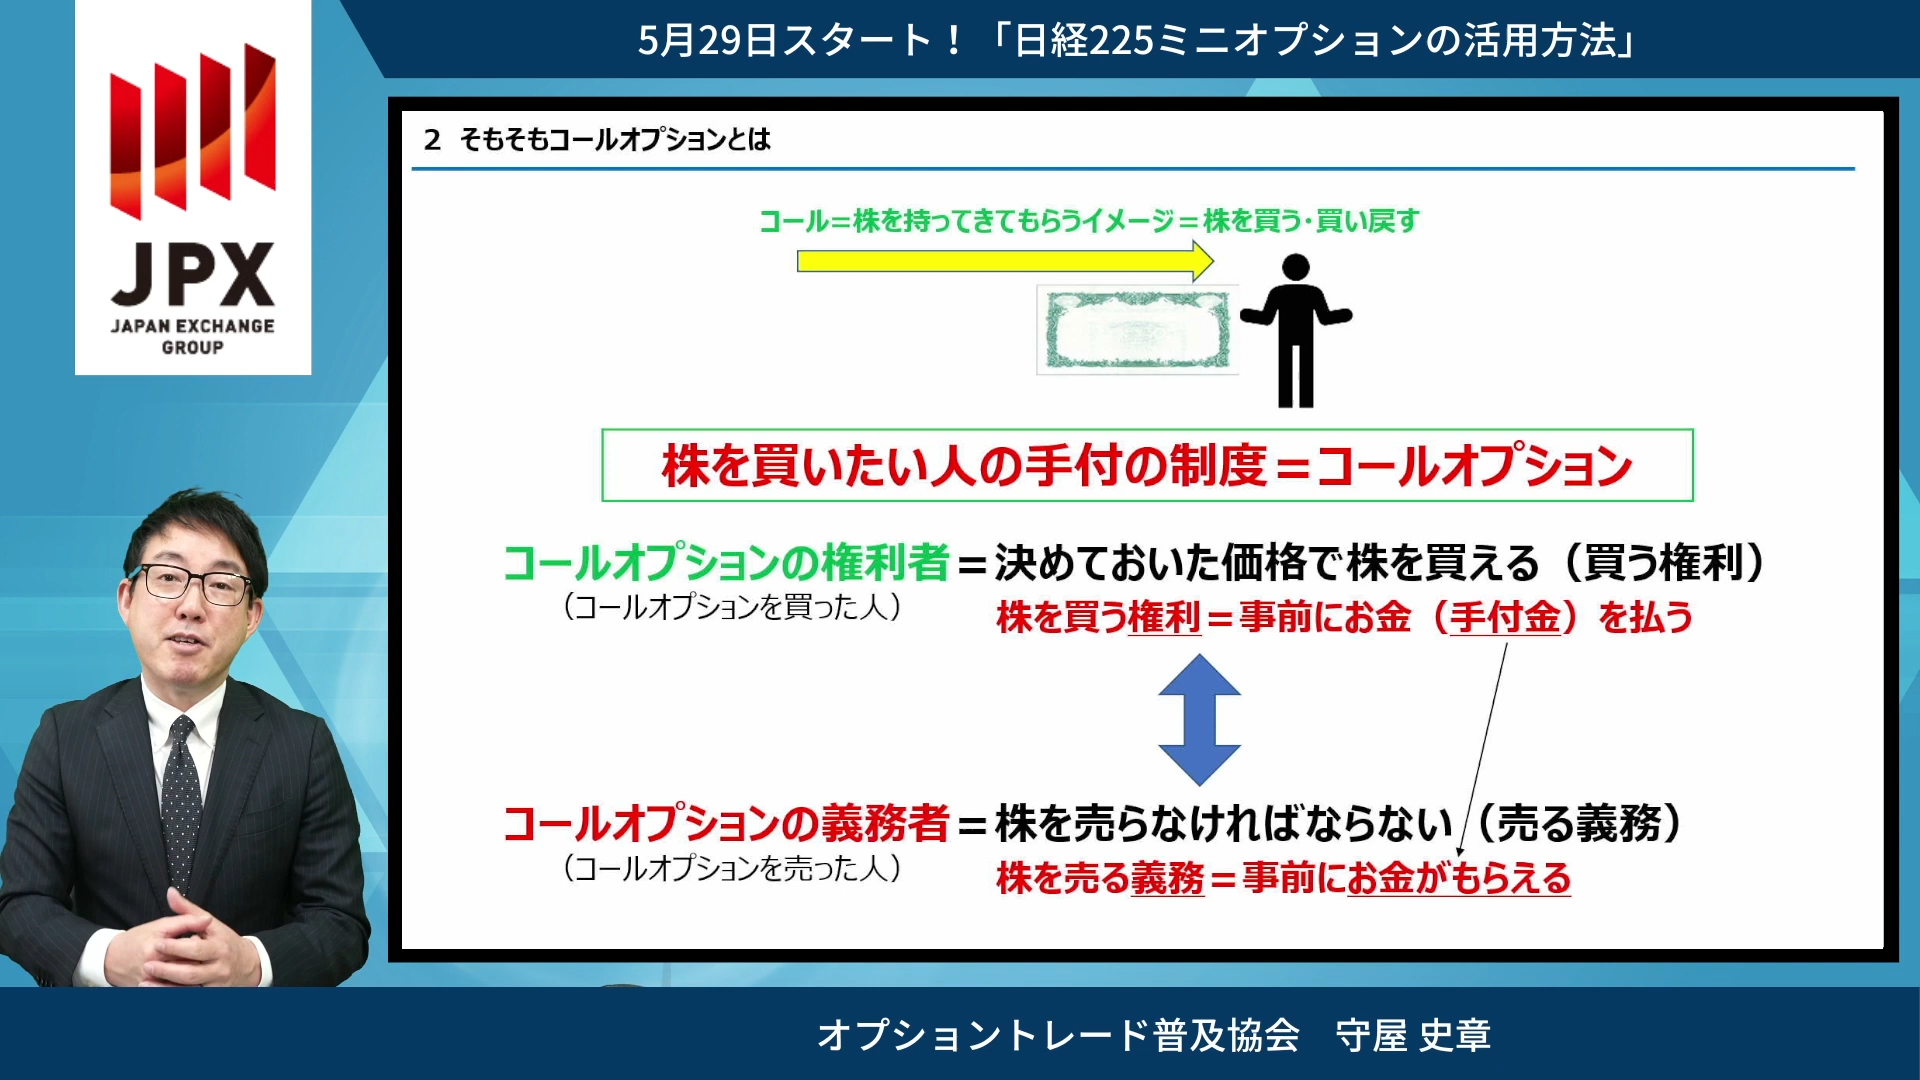 5月29日スタート！「日経225ミニオプションの活用方法」
JPX
JAPAN EXCHANGE
GROUP
２ そもそもコールオプションとは
コール＝株を持ってきてもらうイメージ＝株を買う･買い戻す
株を買いたい人の手付の制度＝コールオプション
コールオプションの権利者＝決めておいた価格で株を買える（買う権利）
（コールオプションを買った人）
株を買う権利＝事前にお金（手付金）を払う
コールオプションの義務者＝株を売らなければならない（売る義務）
（コールオプションを売った人）
株を売る義務＝事前にお金がもらえる
オプショントレード普及協会　守屋 史章